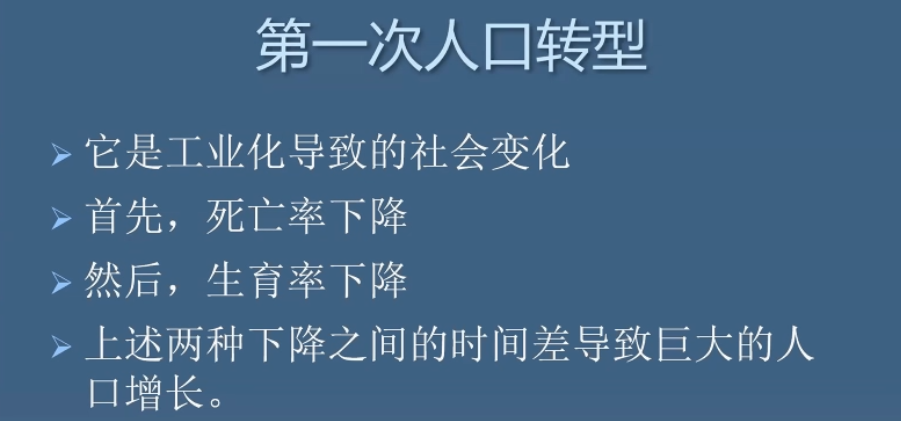 第一次人口转型
它是工业化导致的社会变化
首先，死亡率下降
然后，生育率下降
上述两种下降之间的时间差导致巨大的人
口增长。